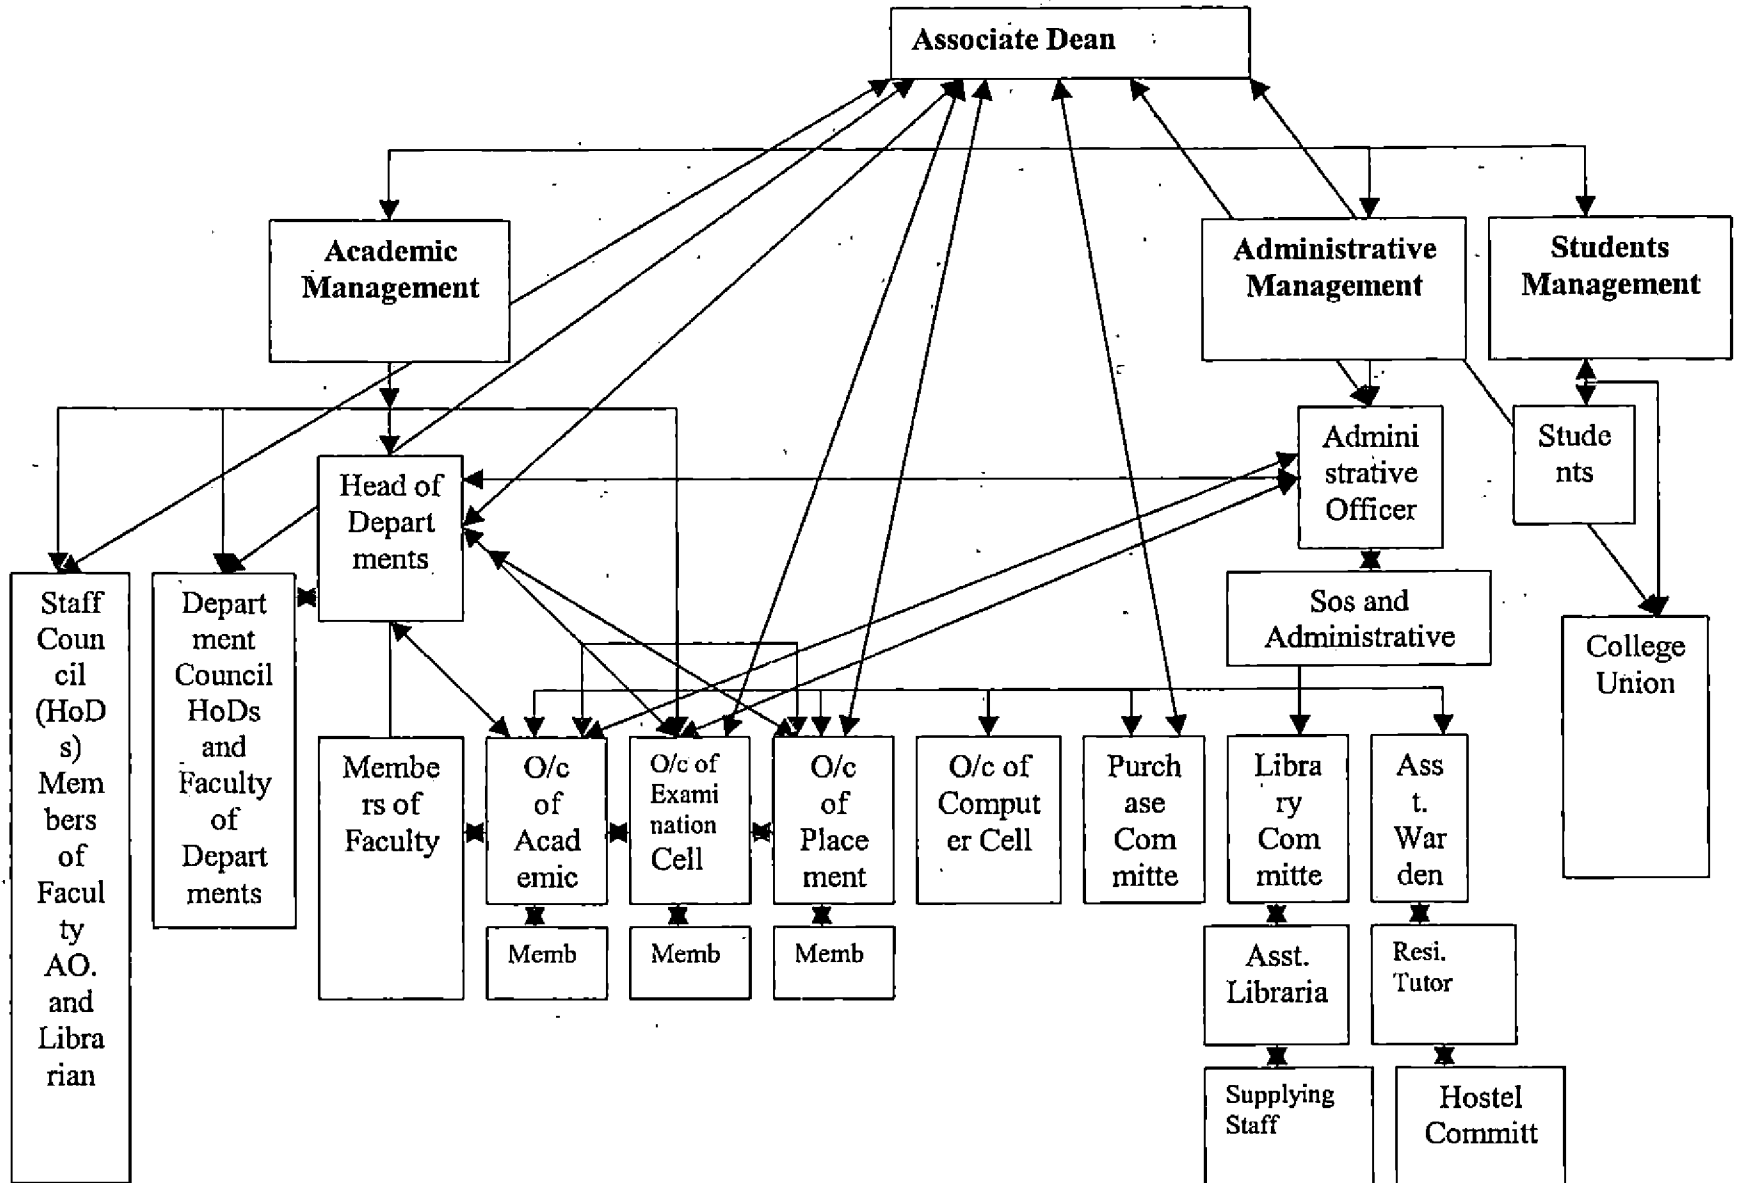 Associate Dean
Academic
Management
Administrative
Management
Students
Management
Admini
strative
Officer
Stude
nts
Head of
Depart
ments
Staff
Coun
cil
(HoD
s)
Mem
bers
of
Facul
ty
AO.
and
Libra
rian
Depart
ment
Council
HoDs
and
Faculty
of
Depart
ments
Sos and
Administrative
College
Union
Membe
rs of
Faculty
O/c
of
Acad
emic
O/c of
Exami
nation
Cell
O/c
of
Place
ment
O/c of
Comput
er Cell
Purch
ase
Com
mitte
Libra
ry
Com
mitte
Ass
t.
War
den
Memb
Memb
Memb
Asst.
Libraria
Resi.
Tutor
Supplying
Staff
Hostel
Committ